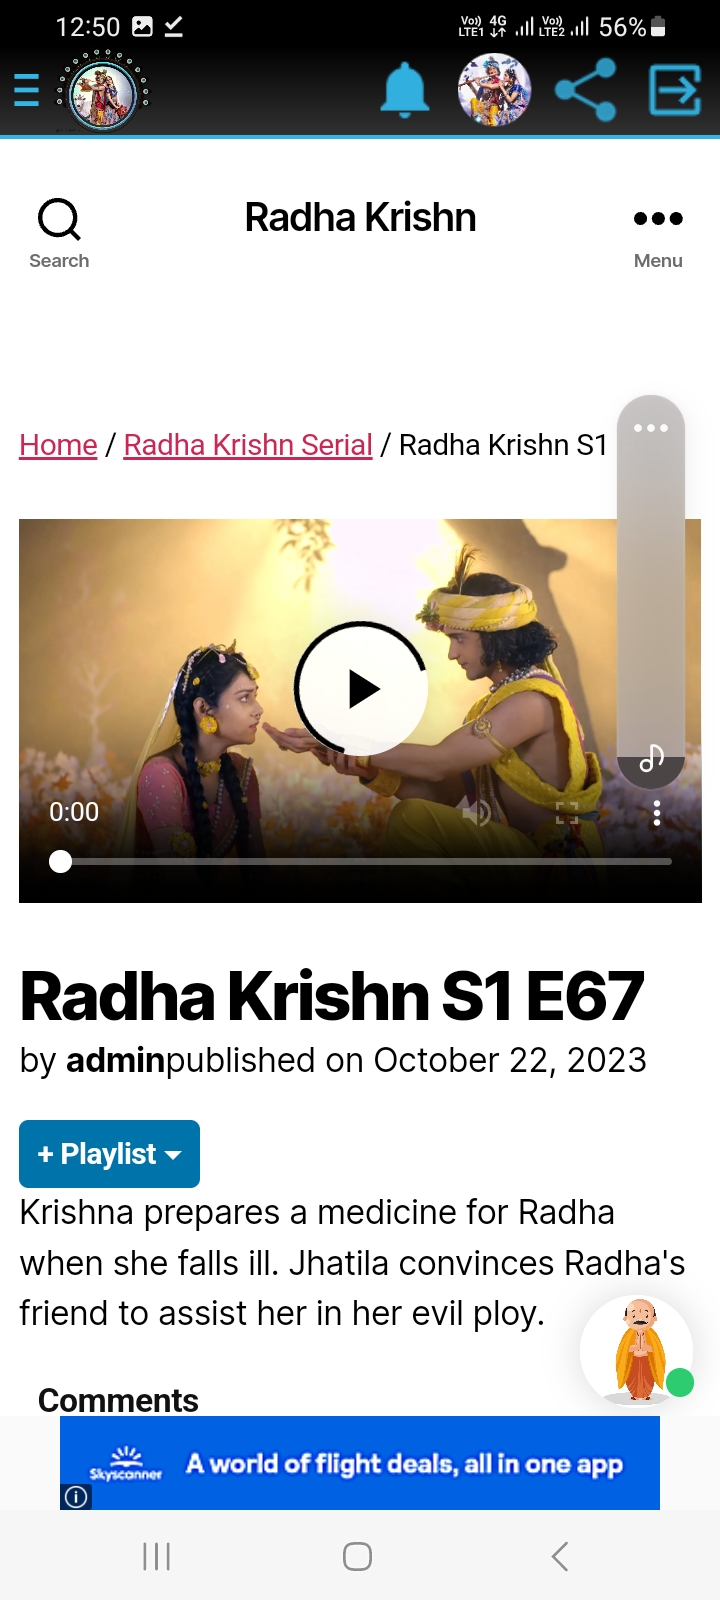 12:50
Vo) LTE1 4G Vo) LTE2 56%
Radha Krishn
Search
Menu
Home / Radha Krishn Serial / Radha Krishn S1
0:00
Radha Krishn S1 E67
by adminpublished on October 22, 2023
+ Playlist
Krishna prepares a medicine for Radha
when she falls ill. Jhatila convinces Radha's
friend to assist her in her evil ploy.
Comments
Skyscanner
A world of flight deals, all in one app